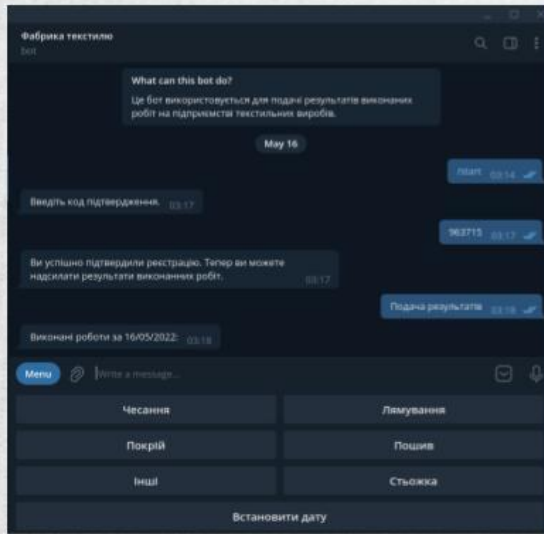 Фабрика текстилю
bot
What can this bot do?
Це бот використовується для подачі результатів виконаних
робіт на підприємстві текстильних виробів.
May 16
/start 03:14
Введіть код підтвердження. 03:17
963715 03:17
Ви успішно підтвердили реєстрацію. Тепер ви можете
надсилати результати виконанних робіт. 03:17
Подача результатів 03:18
Виконані роботи за 16/05/2022: 03:18
Menu Write a message...
Чесання Лямування
Покрій Пошив
Інші Стьожка
Встановити дату